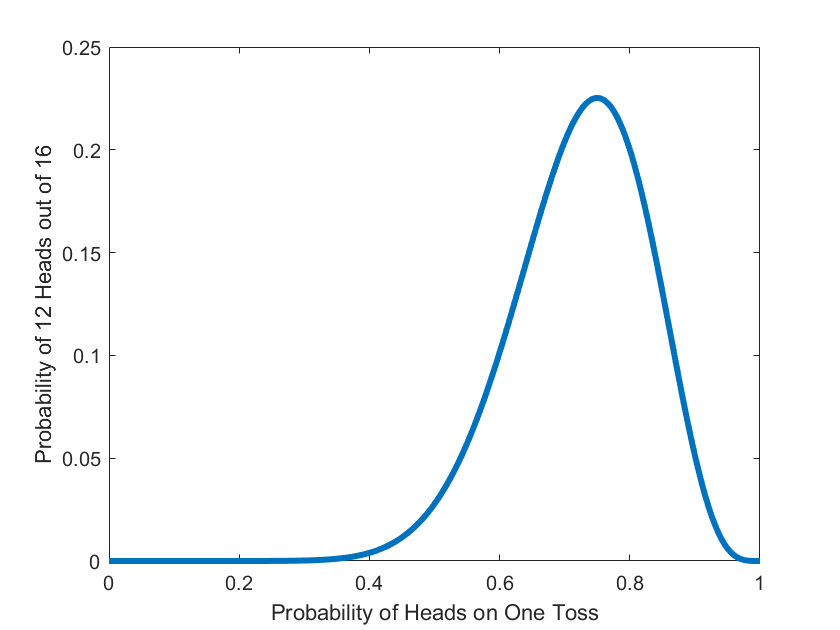 0.25
0.2
0.15
0.1
0.05
0
0 0.2 0.4 0.6 0.8 1
Probability of Heads on One Toss
Probability of 12 Heads out of 16